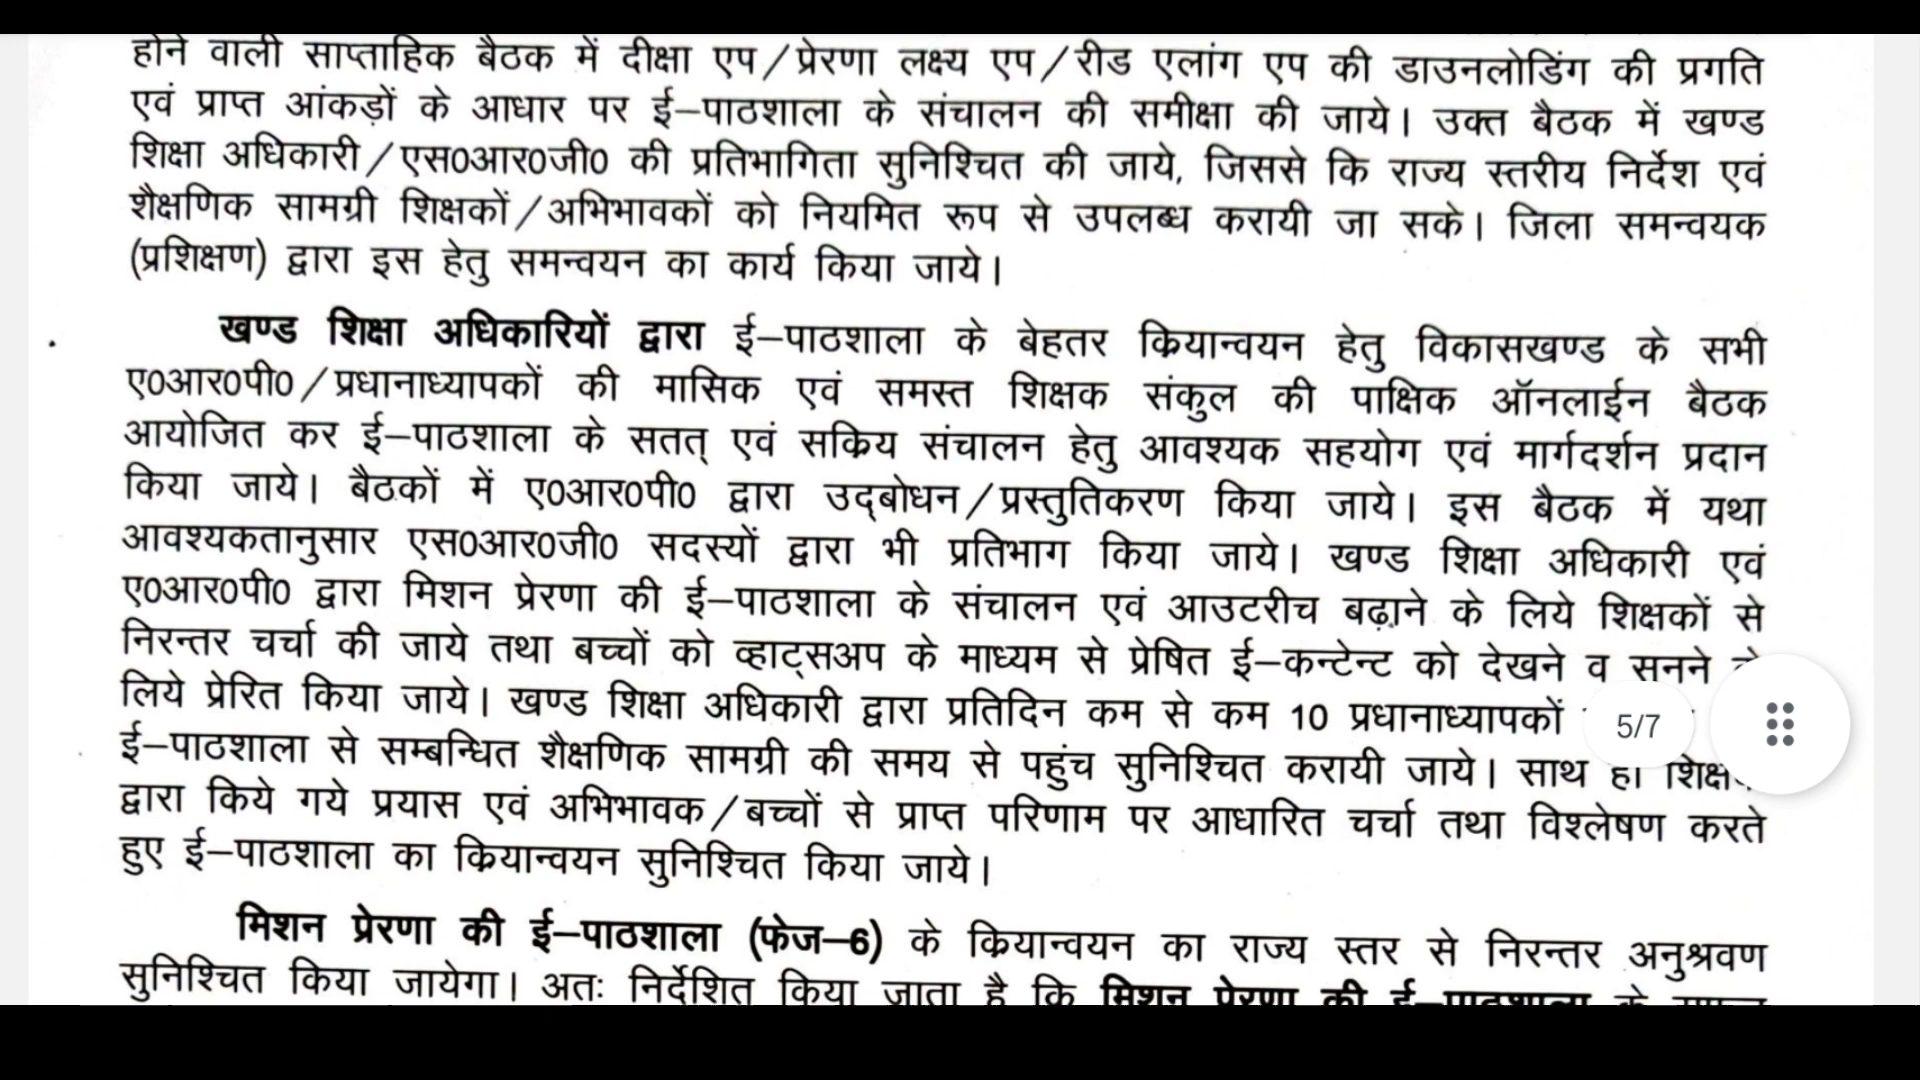 होने वाली साप्ताहिक बैठक में दीक्षा एप/प्रेरणा लक्ष्य एप/रीड एलांग एप की डाउनलोडिंग की प्रगति
एवं प्राप्त आंकड़ों के आधार पर ई–पाठशाला के संचालन की समीक्षा की जाये। उक्त बैठक में खण्ड
शिक्षा अधिकारी/एस0आर0जी0 की प्रतिभागिता सुनिश्चित की जाये, जिससे कि राज्य स्तरीय निर्देश एवं
शैक्षणिक सामग्री शिक्षकों/अभिभावकों को नियमित रूप से उपलब्ध करायी जा सके। जिला समन्वयक
(प्रशिक्षण) द्वारा इस हेतु समन्वयन का कार्य किया जाये।
खण्ड शिक्षा अधिकारियों द्वारा ई–पाठशाला के बेहतर क्रियान्वयन हेतु विकासखण्ड के सभी
ए0आर0पी0/प्रधानाध्यापकों की मासिक एवं समस्त शिक्षक संकुल की पाक्षिक ऑनलाईन बैठक
आयोजित कर ई–पाठशाला के सतत् एवं सक्रिय संचालन हेतु आवश्यक सहयोग एवं मार्गदर्शन प्रदान
किया जाये। बैठकों में ए0आर0पी0 द्वारा उद्बोधन/प्रस्तुतिकरण किया जाये। इस बैठक में यथा
आवश्यकतानुसार एस0आर0जी0 सदस्यों द्वारा भी प्रतिभाग किया जाये। खण्ड शिक्षा अधिकारी एवं
ए0आर0पी0 द्वारा मिशन प्रेरणा की ई–पाठशाला के संचालन एवं आउटरीच बढ़ाने के लिये शिक्षकों से
निरन्तर चर्चा की जाये तथा बच्चों को व्हाट्सअप के माध्यम से प्रेषित ई–कन्टेन्ट को देखने व सुनने
लिये प्रेरित किया जाये। खण्ड शिक्षा अधिकारी द्वारा प्रतिदिन कम से कम 10 प्रधानाध्यापकों
5/7
ई–पाठशाला से सम्बन्धित शैक्षणिक सामग्री की समय से पहुंच सुनिश्चित करायी जाये। साथ ही
द्वारा किये गये प्रयास एवं अभिभावक/बच्चों से प्राप्त परिणाम पर आधारित चर्चा तथा विश्लेषण करते
हुए ई–पाठशाला का क्रियान्वयन सुनिश्चित किया जाये।
मिशन प्रेरणा की ई–पाठशाला (फेज–6) के क्रियान्वयन का राज्य स्तर से निरन्तर अनुश्रवण
सुनिश्चित किया जायेगा। अतः निर्देशित किया जाता है कि मिशन प्रेरणा की ई–पाठशाला के